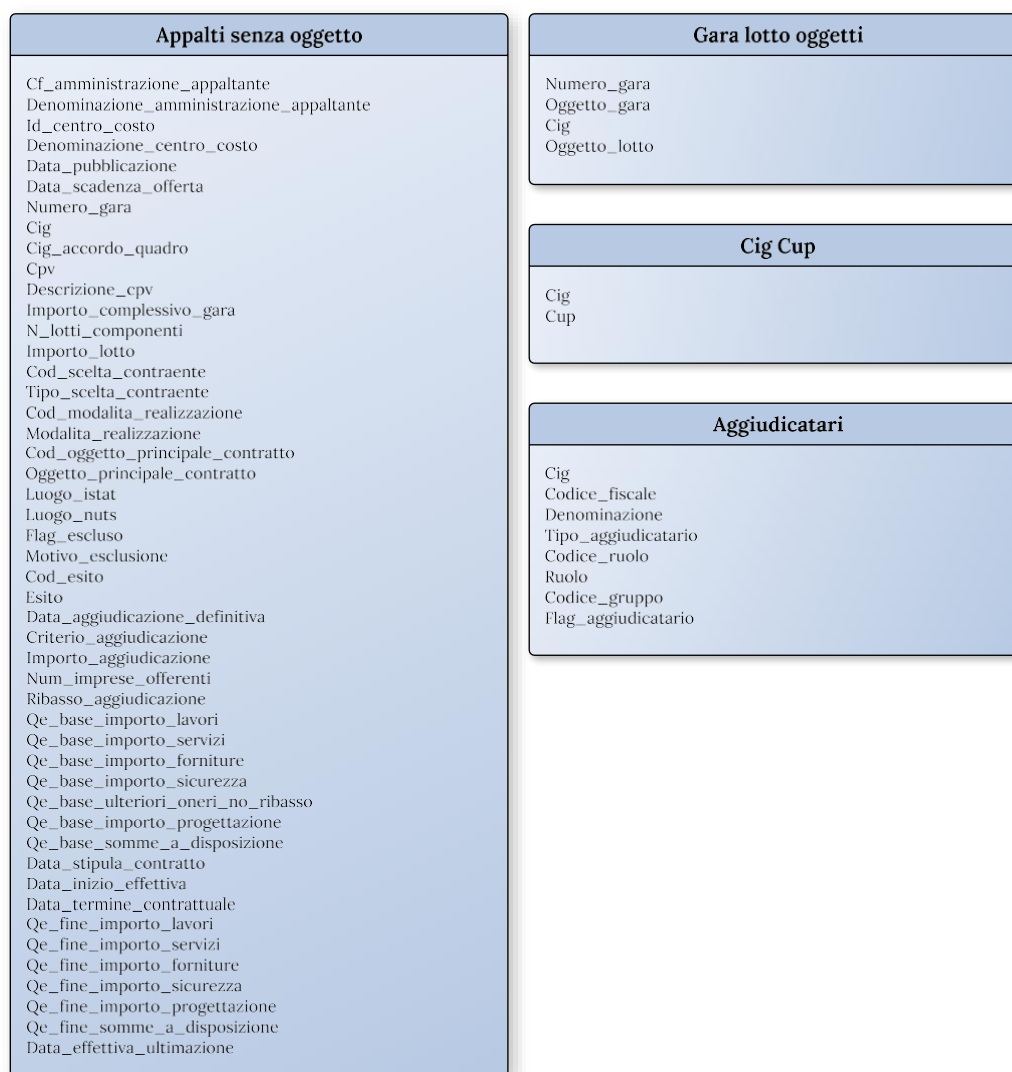 Appalti senza oggetto
Cf_amministrazione_appaltante
Denominazione_amministrazione_appaltante
Id_centro_costo
Denominazione_centro_costo
Data_pubblicazione
Data_scadenza_offerta
Numero_gara
Cig
Cig_accordo_quadro
Cpv
Descrizione_cpv
Importo_complessivo_gara
N_lotti_componenti
Importo_lotto
Cod_scelta_contraente
Tipo_scelta_contraente
Cod_modalita_realizzazione
Modalita_realizzazione
Cod_oggetto_principale_contratto
Oggetto_principale_contratto
Luogo_istat
Luogo_nuts
Flag_escluso
Motivo_esclusione
Cod_esito
Esito
Data_aggiudicazione_definitiva
Criterio_aggiudicazione
Importo_aggiudicazione
Num_imprese_offerenti
Ribasso_aggiudicazione
Qe_base_importo_lavori
Qe_base_importo_servizi
Qe_base_importo_forniture
Qe_base_importo_sicurezza
Qe_base_ulteriori_oneri_no_ribasso
Qe_base_importo_progettazione
Qe_base_somme_a_disposizione
Data_stipula_contratto
Data_inizio_effettiva
Data_termine_contrattuale
Qe_fine_importo_lavori
Qe_fine_importo_servizi
Qe_fine_importo_forniture
Qe_fine_importo_sicurezza
Qe_fine_importo_progettazione
Qe_fine_somme_a_disposizione
Data_effettiva_ultimazione
Gara lotto oggetti
Numero_gara
Oggetto_gara
Cig
Oggetto_lotto
Cig Cup
Cig
Cup
Aggiudicatari
Cig
Codice_fiscale
Denominazione
Tipo_aggiudicatario
Codice_ruolo
Ruolo
Codice_gruppo
Flag_aggiudicatario